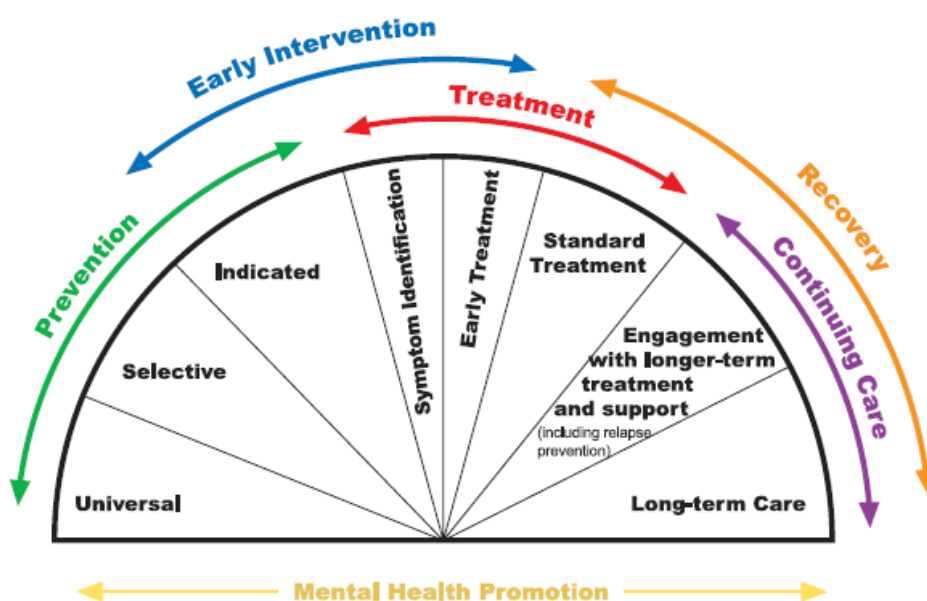 Early Intervention
Treatment
Prevention
Recovery
Continuing Care
Universal
Selective
Indicated
Symptom Identification
Early Treatment
Standard
Treatment
Engagement
with longer-term
treatment
and support
(including relapse
prevention)
Long-term Care
Mental Health Promotion